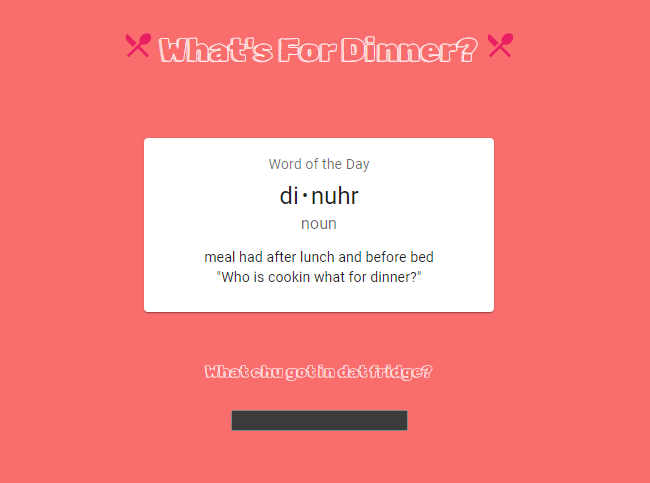 What's For Dinner?
Word of the Day
di•nuhr
noun
meal had after lunch and before bed
"Who is cookin what for dinner?"
What chu got in dat fridge?